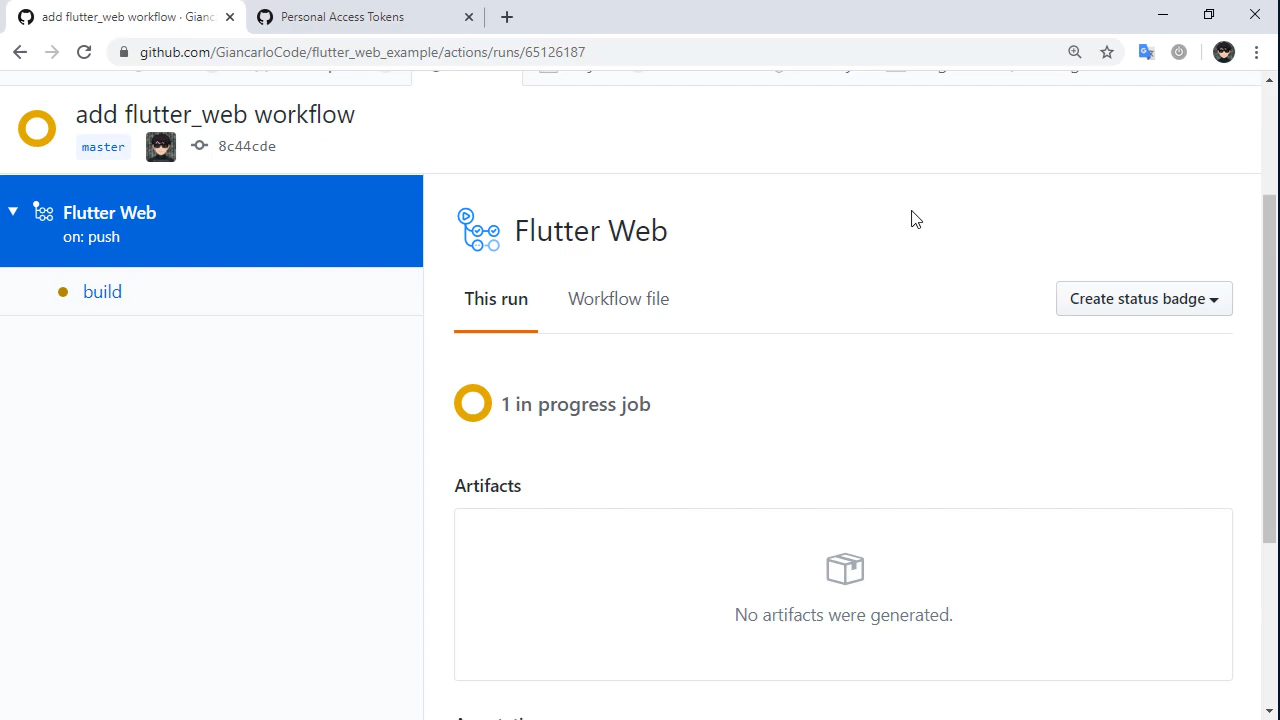 add flutter_web workflow · Gianc
Personal Access Tokens
github.com/GiancarloCode/flutter_web_example/actions/runs/65126187
add flutter_web workflow
master
8c44cde
Flutter Web
on: push
build
Flutter Web
This run
Workflow file
Create status badge
1 in progress job
Artifacts
No artifacts were generated.